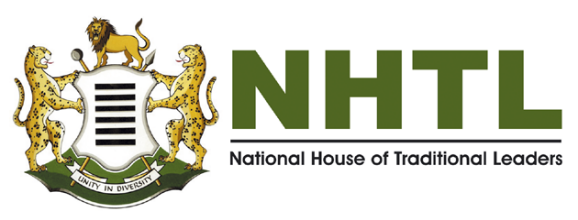 NHTL
National House of Traditional Leaders
UNITY IN DIVERSITY